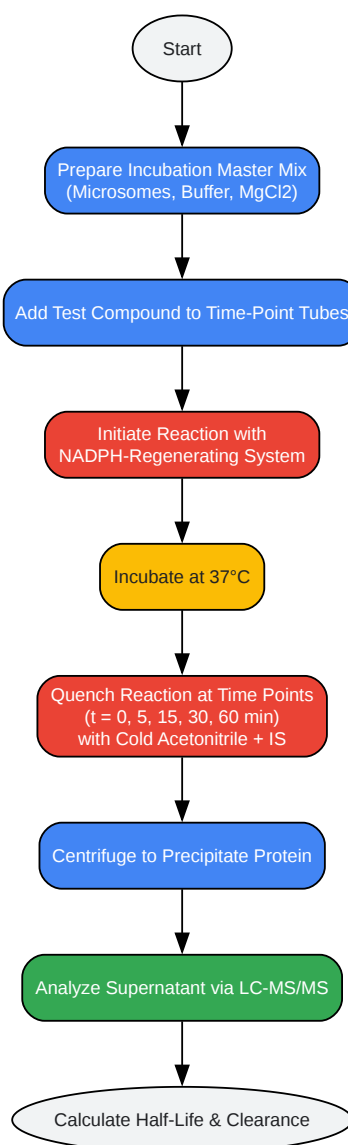 Start
Prepare Incubation Master Mix
(Microsomes, Buffer, MgCl2)
Add Test Compound to Time-Point Tubes
Initiate Reaction with
NADPH-Regenerating System
Incubate at 37°C
Quench Reaction at Time Points
(t = 0, 5, 15, 30, 60 min)
with Cold Acetonitrile + IS
Centrifuge to Precipitate Protein
Analyze Supernatant via LC-MS/MS
Calculate Half-Life & Clearance